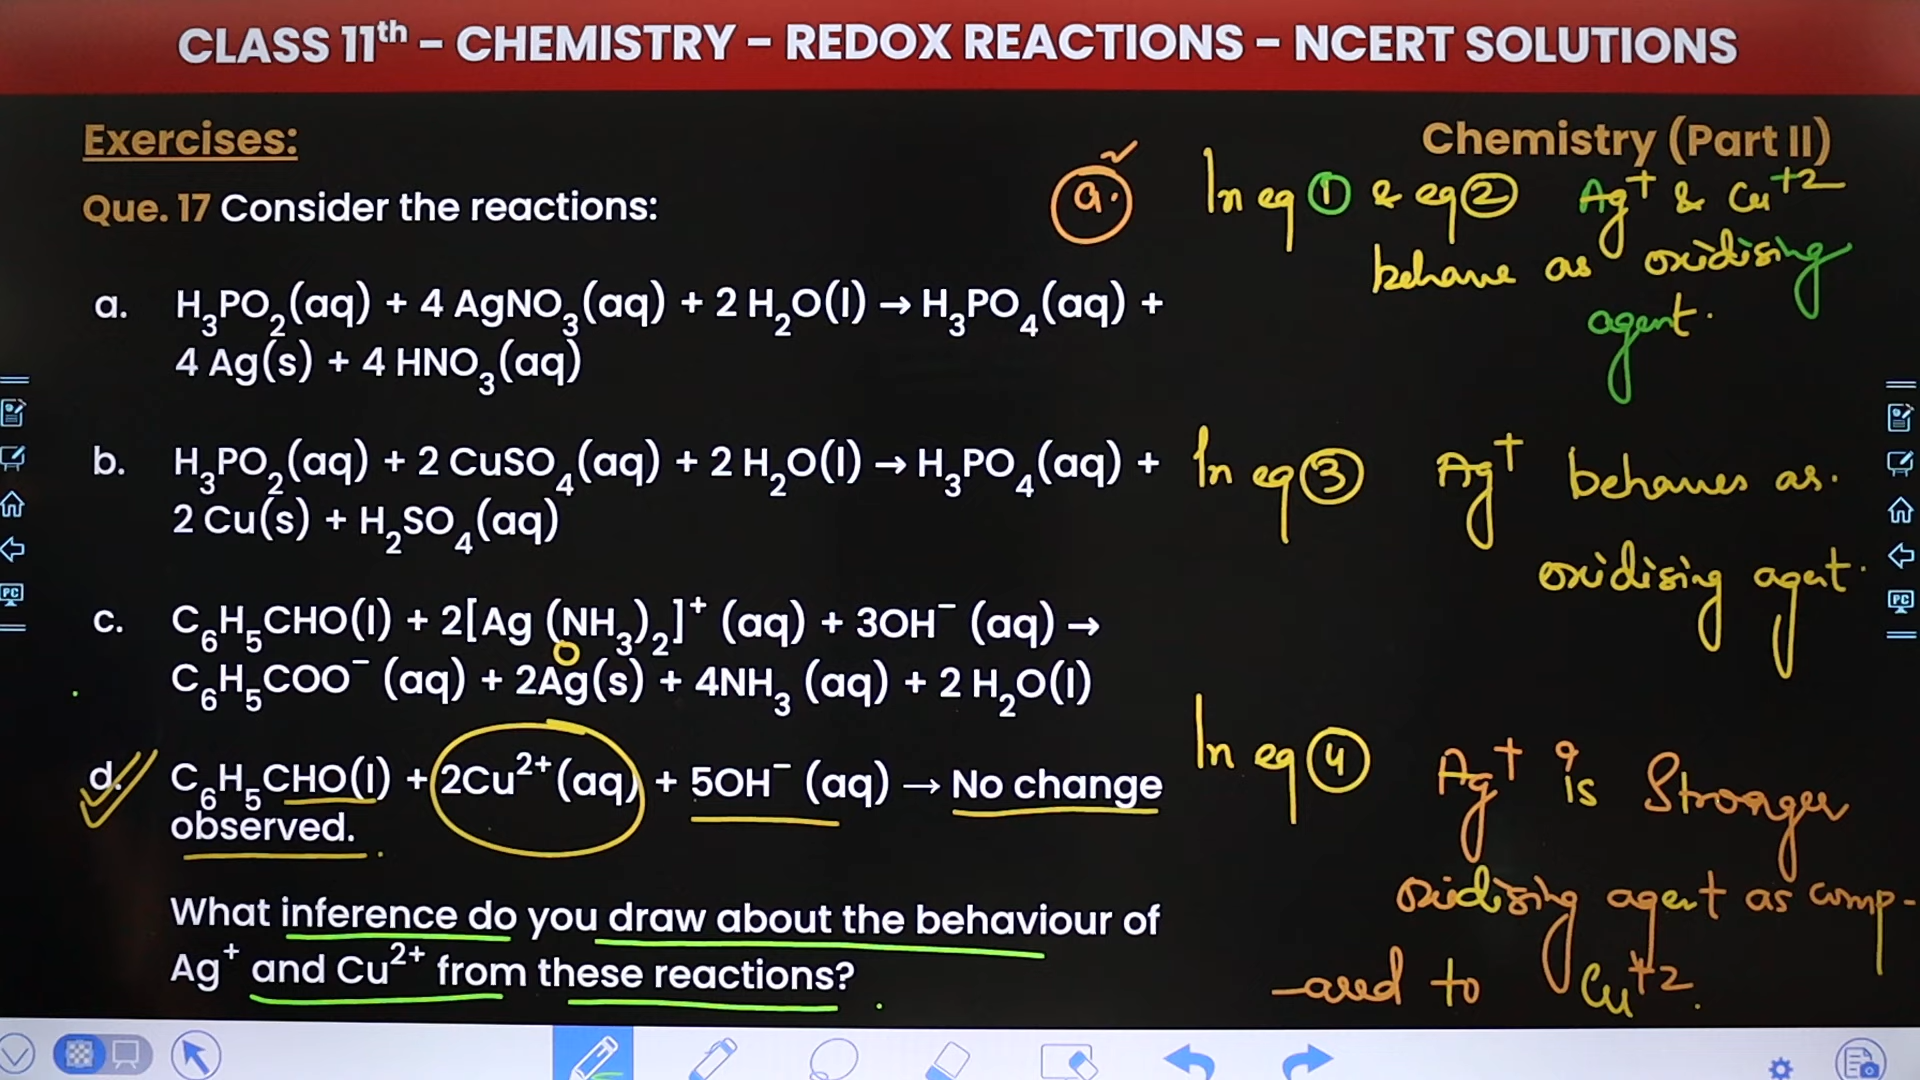 CLASS 11th - CHEMISTRY - REDOX REACTIONS - NCERT SOLUTIONS
Exercises:
Chemistry (Part II)
Que. 17 Consider the reactions:
a. H₃PO₂(aq) + 4 AgNO₃(aq) + 2 H₂O(l) → H₃PO₄(aq) +
4 Ag(s) + 4 HNO₃(aq)
b. H₃PO₂(aq) + 2 CuSO₄(aq) + 2 H₂O(l) → H₃PO₄(aq) +
2 Cu(s) + H₂SO₄(aq)
c. C₆H₅CHO(l) + 2[Ag (NH₃)₂]⁺ (aq) + 3OH⁻ (aq) →
C₆H₅COO⁻ (aq) + 2Ag(s) + 4NH₃ (aq) + 2 H₂O(l)
d. C₆H₅CHO(l) + 2Cu²⁺(aq) + 5OH⁻ (aq) → No change
observed.
What inference do you draw about the behaviour of
Ag⁺ and Cu²⁺ from these reactions?
a.
In eq ① & eq ② Ag⁺ & Cu⁺²
behave as oxidising
agent.
In eq ③ Ag⁺ behaves as.
oxidising agent.
In eq ④ Ag⁺ is Stronger
oxidising agent as comp-
-ared to Cu⁺².
PC
PC